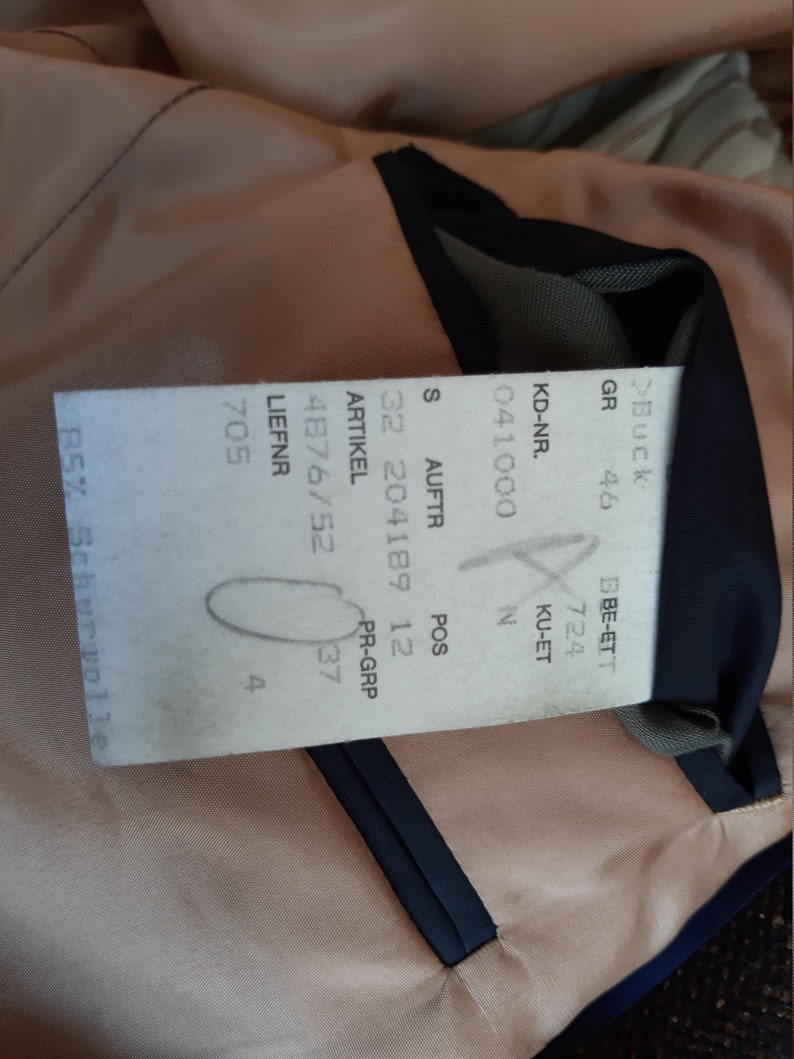 Buck
GR 46 BE-ET
724
KD-NR. KU-ET
041000 N
A
S AUFTR POS
32 204189 12
ARTIKEL PR-GRP
4876/52 37
LIEFNR
705 4
85% Schurwolle